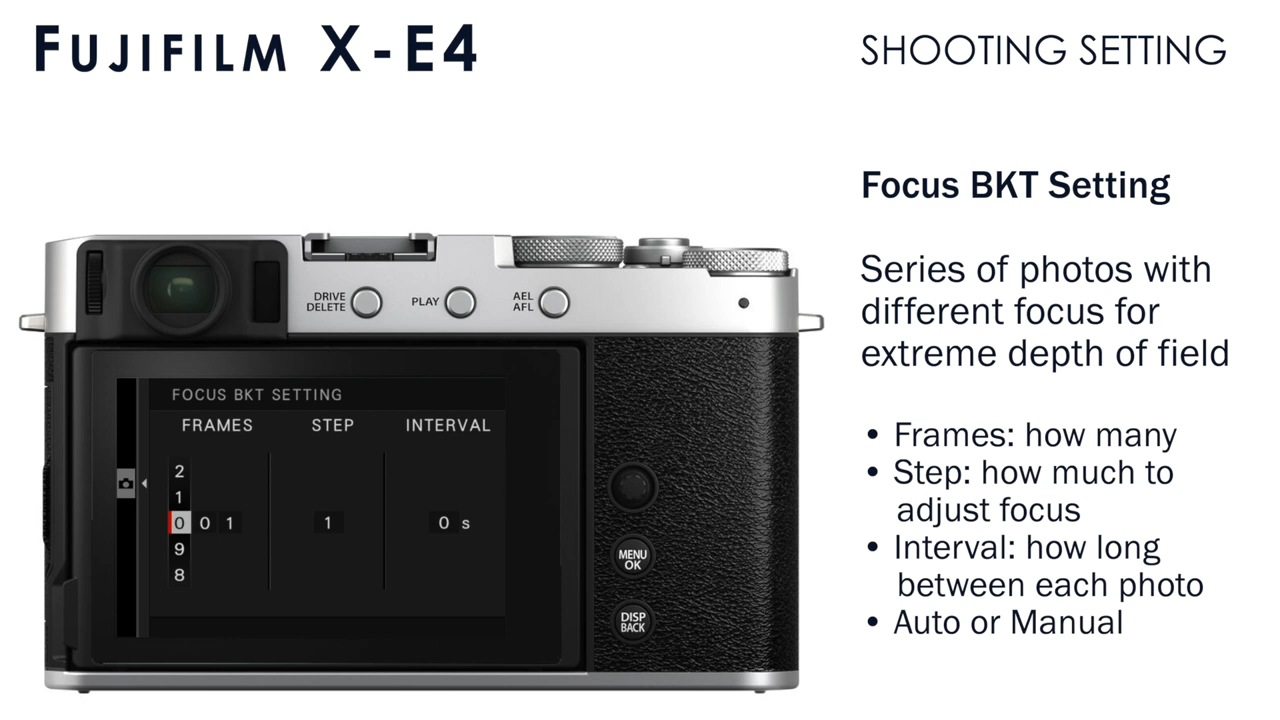 FUJIFILM X-E4
SHOOTING SETTING
Focus BKT Setting
Series of photos with
different focus for
extreme depth of field
• Frames: how many
• Step: how much to
adjust focus
• Interval: how long
between each photo
• Auto or Manual
DRIVE
DELETE
PLAY
AEL
AFL
FOCUS BKT SETTING
FRAMES STEP INTERVAL
2
1
0 0 1 1 0 s
9
8
MENU
OK
DISP
BACK